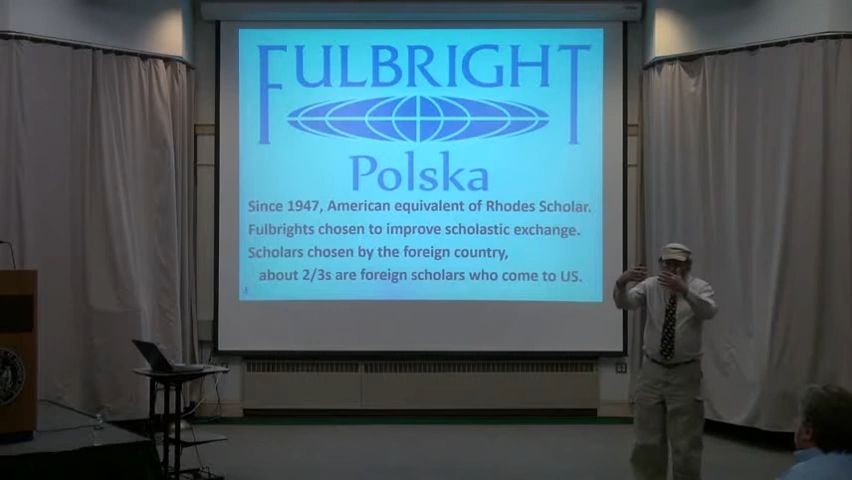 FULBRIGHT
Polska
Since 1947, American equivalent of Rhodes Scholar.
Fulbrights chosen to improve scholastic exchange.
Scholars chosen by the foreign country,
about 2/3s are foreign scholars who come to US.